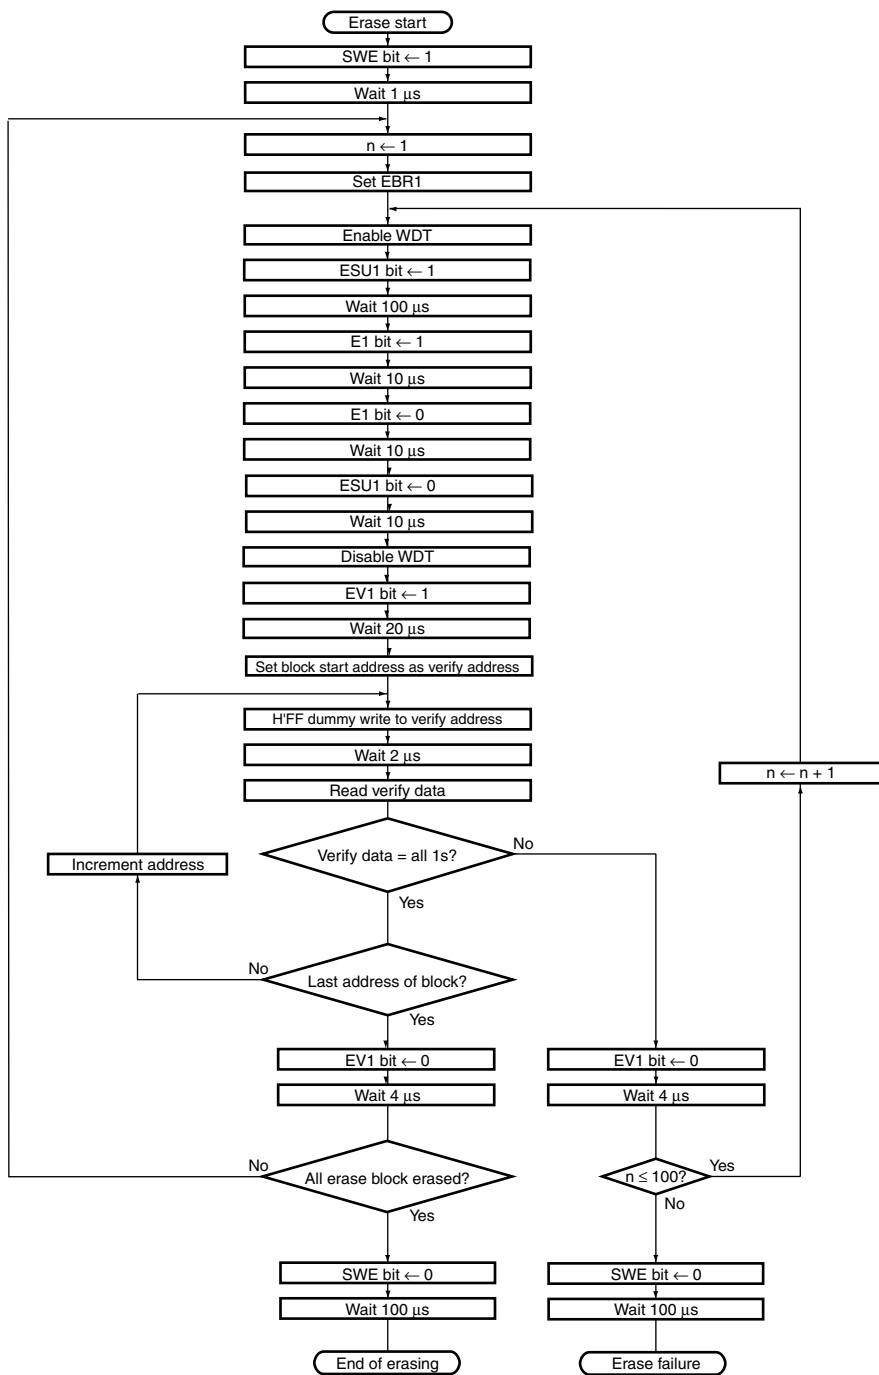 Erase start
SWE bit ← 1
Wait 1 μs
n ← 1
Set EBR1
Enable WDT
ESU1 bit ← 1
Wait 100 μs
E1 bit ← 1
Wait 10 μs
E1 bit ← 0
Wait 10 μs
ESU1 bit ← 0
Wait 10 μs
Disable WDT
EV1 bit ← 1
Wait 20 μs
Set block start address as verify address
H'FF dummy write to verify address
Wait 2 μs
n ← n + 1
Read verify data
No
Verify data = all 1s?
Increment address
Yes
No
Last address of block?
Yes
EV1 bit ← 0
EV1 bit ← 0
Wait 4 μs
Wait 4 μs
No
All erase block erased?
n ≤ 100?
Yes
Yes
No
SWE bit ← 0
SWE bit ← 0
Wait 100 μs
Wait 100 μs
End of erasing
Erase failure